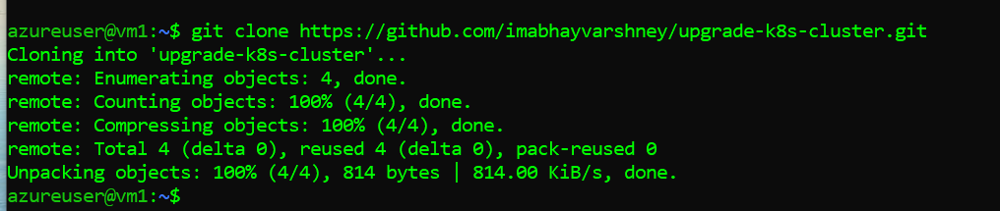 azureuser@vm1:~$ git clone https://github.com/imabhayvarshney/upgrade-k8s-cluster.git
Cloning into 'upgrade-k8s-cluster'...
remote: Enumerating objects: 4, done.
remote: Counting objects: 100% (4/4), done.
remote: Compressing objects: 100% (4/4), done.
remote: Total 4 (delta 0), reused 4 (delta 0), pack-reused 0
Unpacking objects: 100% (4/4), 814 bytes | 814.00 KiB/s, done.
azureuser@vm1:~$